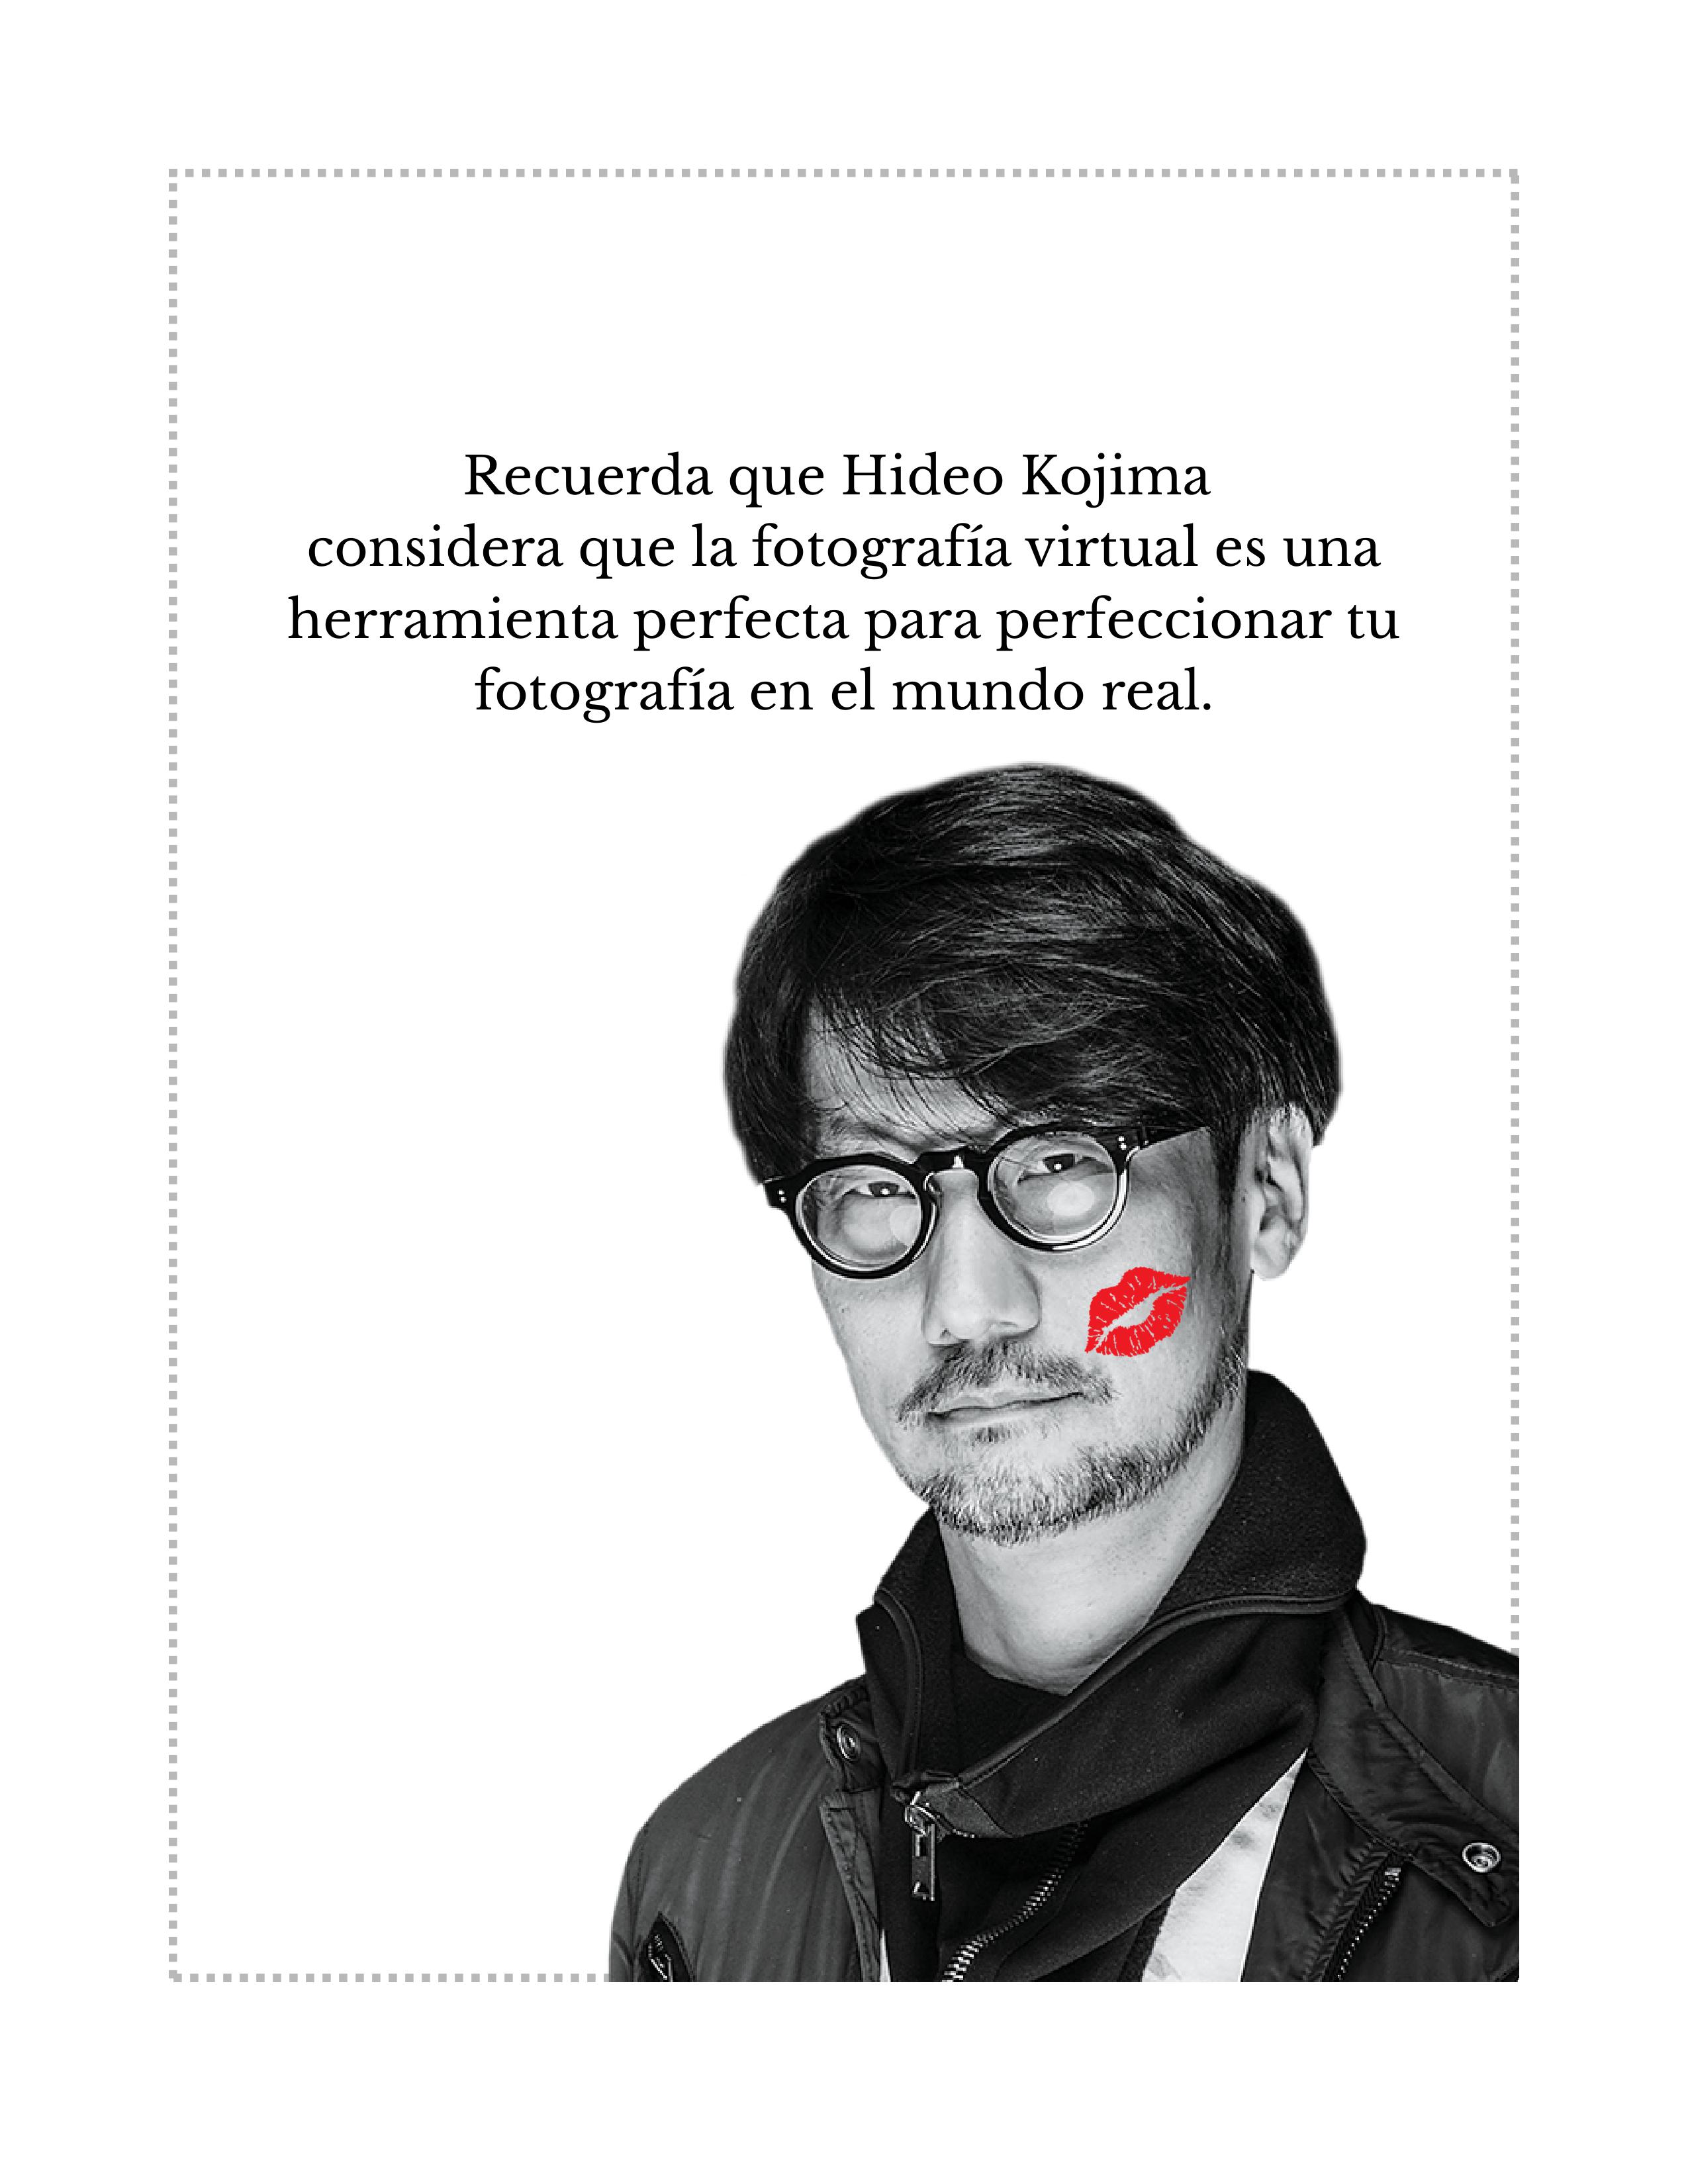 Recuerda que Hideo Kojima
considera que la fotografía virtual es una
herramienta perfecta para perfeccionar tu
fotografía en el mundo real.